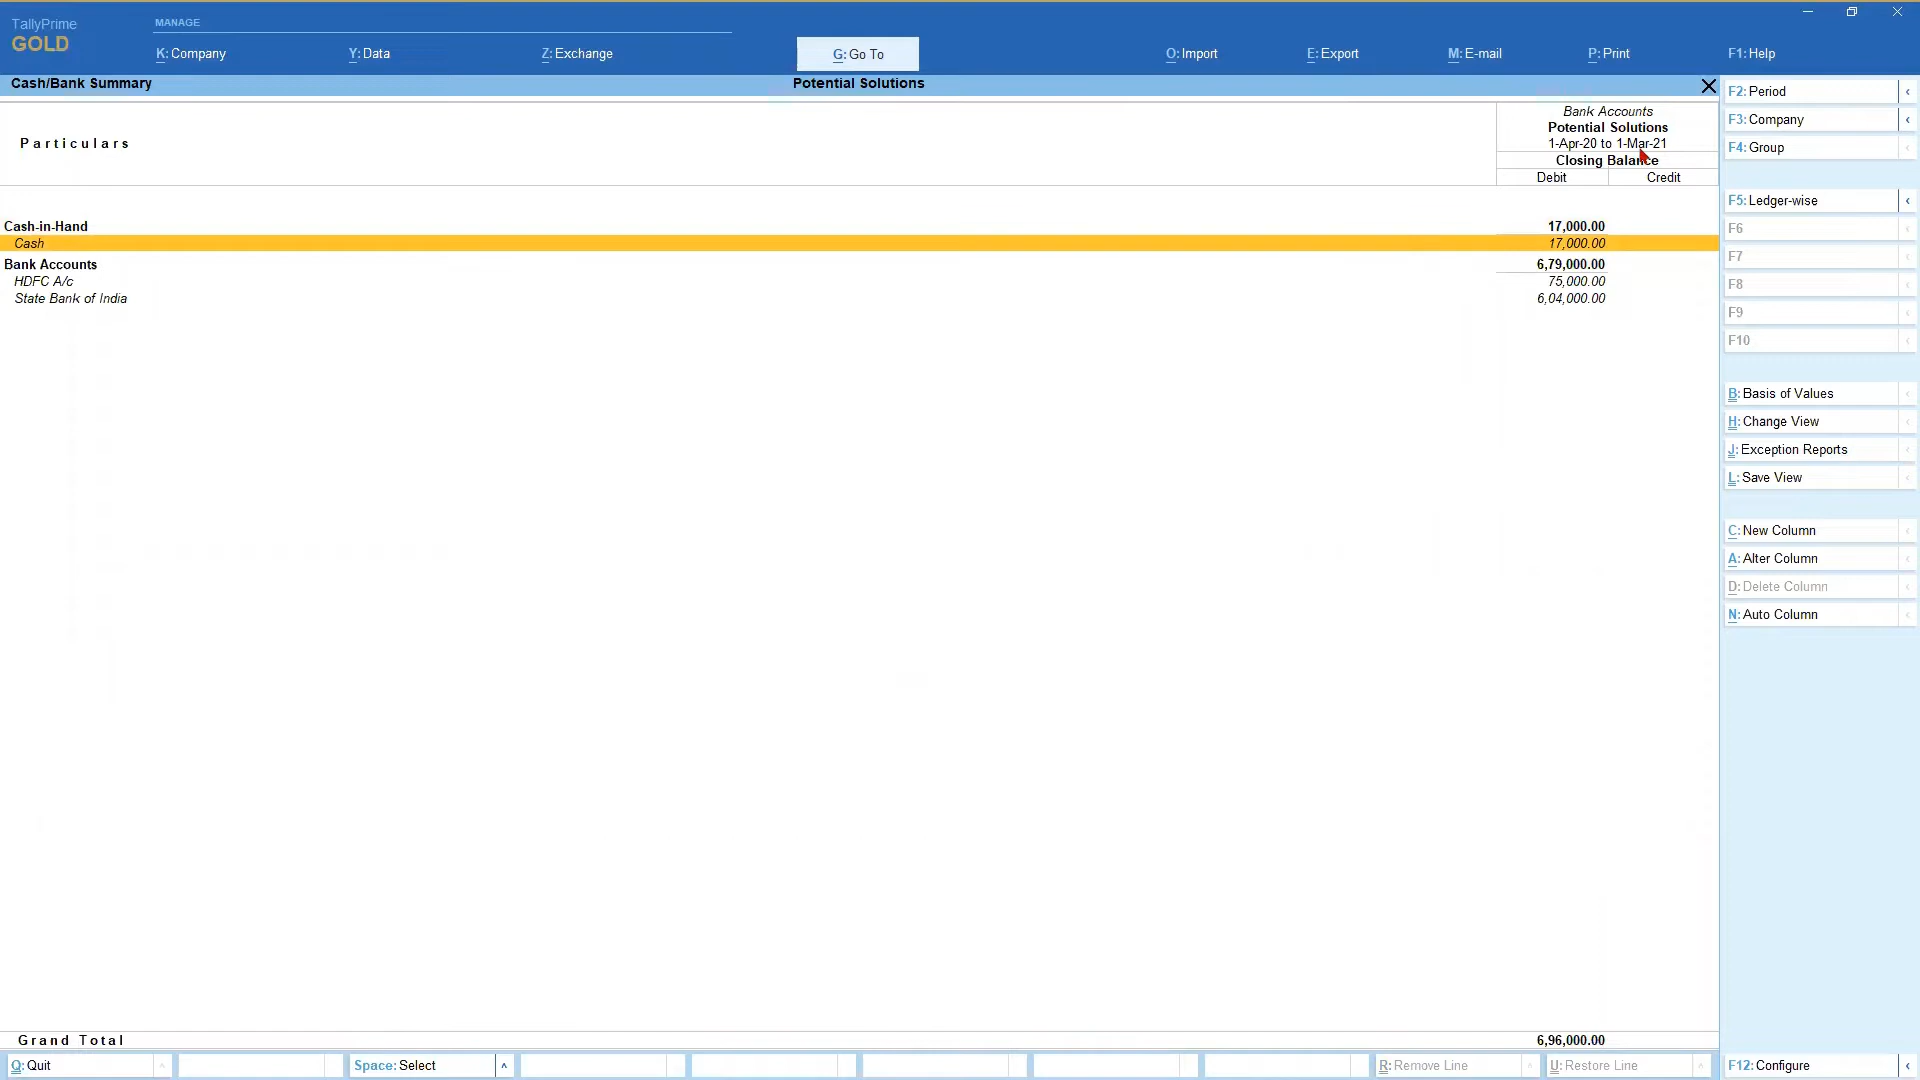 TallyPrime
GOLD
MANAGE
K: Company Y: Data Z: Exchange G: Go To O: Import E: Export M: E-mail P: Print F1: Help
Cash/Bank Summary Potential Solutions
Particulars
Bank Accounts
Potential Solutions
1-Apr-20 to 1-Mar-21
Closing Balance
Debit Credit
Cash-in-Hand 17,000.00
Cash 17,000.00
Bank Accounts 6,79,000.00
HDFC A/c 75,000.00
State Bank of India 6,04,000.00
Grand Total 6,96,000.00
F2: Period
F3: Company
F4: Group
F5: Ledger-wise
F6
F7
F8
F9
F10
B: Basis of Values
H: Change View
J: Exception Reports
L: Save View
C: New Column
A: Alter Column
D: Delete Column
N: Auto Column
Q: Quit Space: Select R: Remove Line U: Restore Line F12: Configure